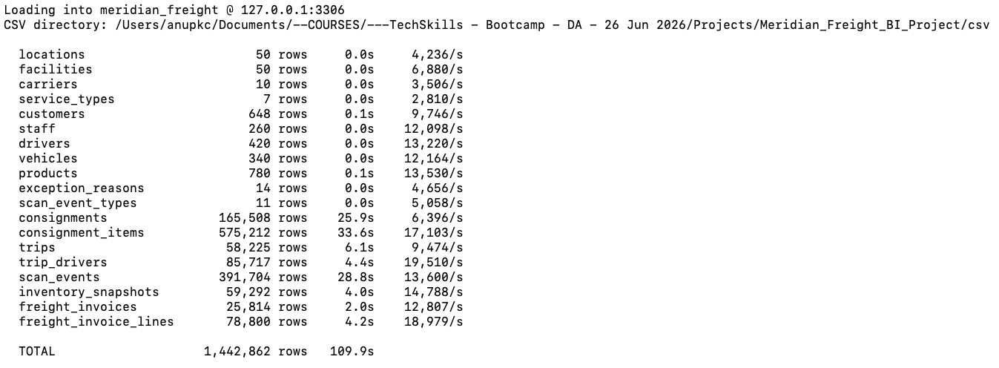 Loading into meridian_freight @ 127.0.0.1:3306
CSV directory: /Users/anupkc/Documents/--COURSES/---TechSkills - Bootcamp - DA - 26 Jun 2026/Projects/Meridian_Freight_BI_Project/csv
locations 50 rows 0.0s 4,236/s
facilities 50 rows 0.0s 6,880/s
carriers 10 rows 0.0s 3,506/s
service_types 7 rows 0.0s 2,810/s
customers 648 rows 0.1s 9,746/s
staff 260 rows 0.0s 12,098/s
drivers 420 rows 0.0s 13,220/s
vehicles 340 rows 0.0s 12,164/s
products 780 rows 0.1s 13,530/s
exception_reasons 14 rows 0.0s 4,656/s
scan_event_types 11 rows 0.0s 5,058/s
consignments 165,508 rows 25.9s 6,396/s
consignment_items 575,212 rows 33.6s 17,103/s
trips 58,225 rows 6.1s 9,474/s
trip_drivers 85,717 rows 4.4s 19,510/s
scan_events 391,704 rows 28.8s 13,600/s
inventory_snapshots 59,292 rows 4.0s 14,788/s
freight_invoices 25,814 rows 2.0s 12,807/s
freight_invoice_lines 78,800 rows 4.2s 18,979/s
TOTAL 1,442,862 rows 109.9s